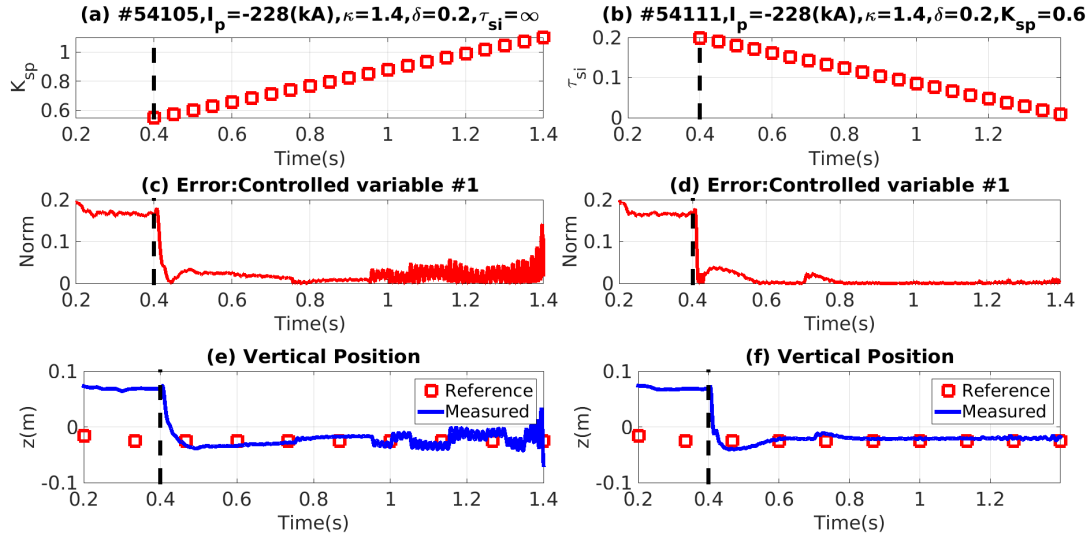 (a) #54105,I_p=-228(kA),κ=1.4,δ=0.2,τ_si=∞
1
0.8
0.6
K_sp
0.2 0.4 0.6 0.8 1 1.2 1.4
Time(s)
(b) #54111,I_p=-228(kA),κ=1.4,δ=0.2,K_sp=0.6
0.2
0.1
0
τ_si
0.2 0.4 0.6 0.8 1 1.2
Time(s)
(c) Error:Controlled variable #1
0.2
0.1
0
Norm
0.2 0.4 0.6 0.8 1 1.2 1.4
Time(s)
(d) Error:Controlled variable #1
0.2
0.1
0
Norm
0.2 0.4 0.6 0.8 1 1.2 1.4
Time(s)
(e) Vertical Position
0.1
0
-0.1
z(m)
Reference
Measured
0.2 0.4 0.6 0.8 1 1.2 1.4
Time(s)
(f) Vertical Position
0.1
0
-0.1
z(m)
Reference
Measured
0.2 0.4 0.6 0.8 1 1.2
Time(s)